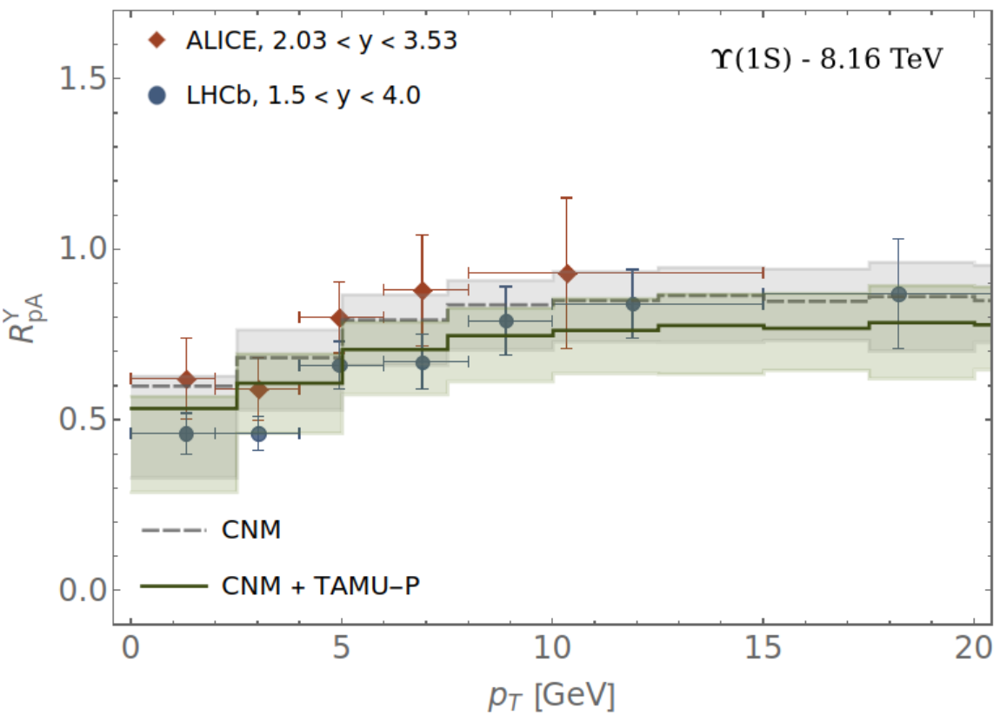 ALICE, 2.03 < y < 3.53
ϒ(1S) - 8.16 TeV
LHCb, 1.5 < y < 4.0
1.5
1.0
0.5
0.0
R_pA^Y
CNM
CNM + TAMU–P
0 5 10 15 20
p_T [GeV]